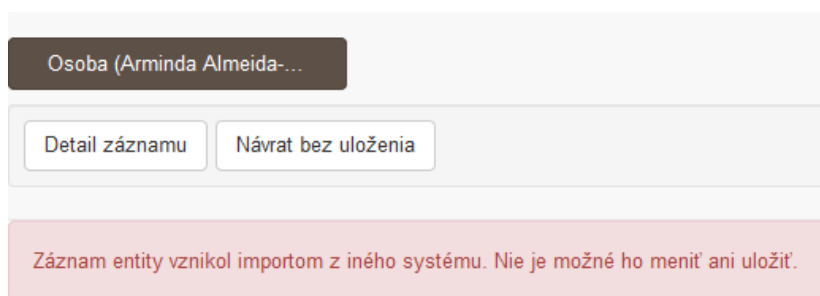 Osoba (Arminda Almeida-...
Detail záznamu Návrat bez uloženia
Záznam entity vznikol importom z iného systému. Nie je možné ho meniť ani uložiť.